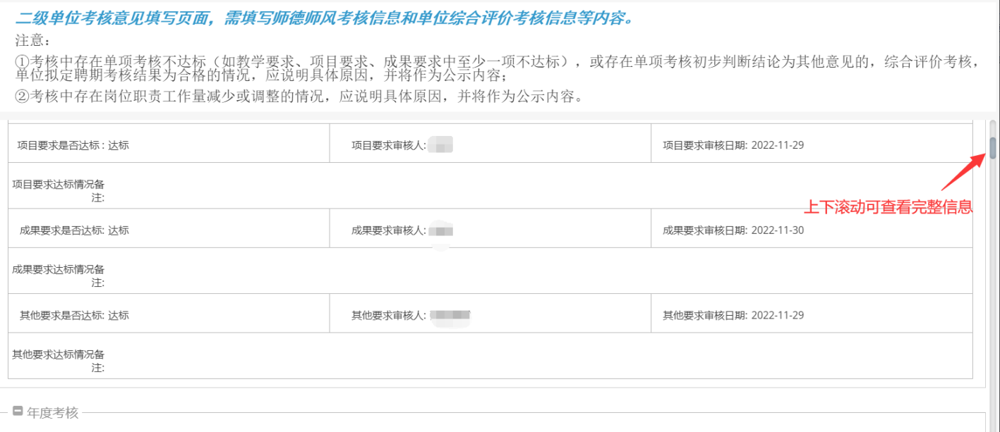 二级单位考核意见填写页面，需填写师德师风考核信息和单位综合评价考核信息等内容。
注意：
①考核中存在单项考核不达标（如教学要求、项目要求、成果要求中至少一项不达标），或存在单项考核初步判断结论为其他意见的，综合评价考核，
单位拟定聘期考核结果为合格的情况，应说明具体原因，并将作为公示内容；
②考核中存在岗位职责工作量减少或调整的情况，应说明具体原因，并将作为公示内容。
项目要求是否达标: 达标 项目要求审核人: 项目要求审核日期: 2022-11-29
项目要求达标情况备
注:
上下滚动可查看完整信息
成果要求是否达标: 达标 成果要求审核人: 成果要求审核日期: 2022-11-30
成果要求达标情况备
注:
其他要求是否达标: 达标 其他要求审核人: 其他要求审核日期: 2022-11-29
其他要求达标情况备
注:
年度考核